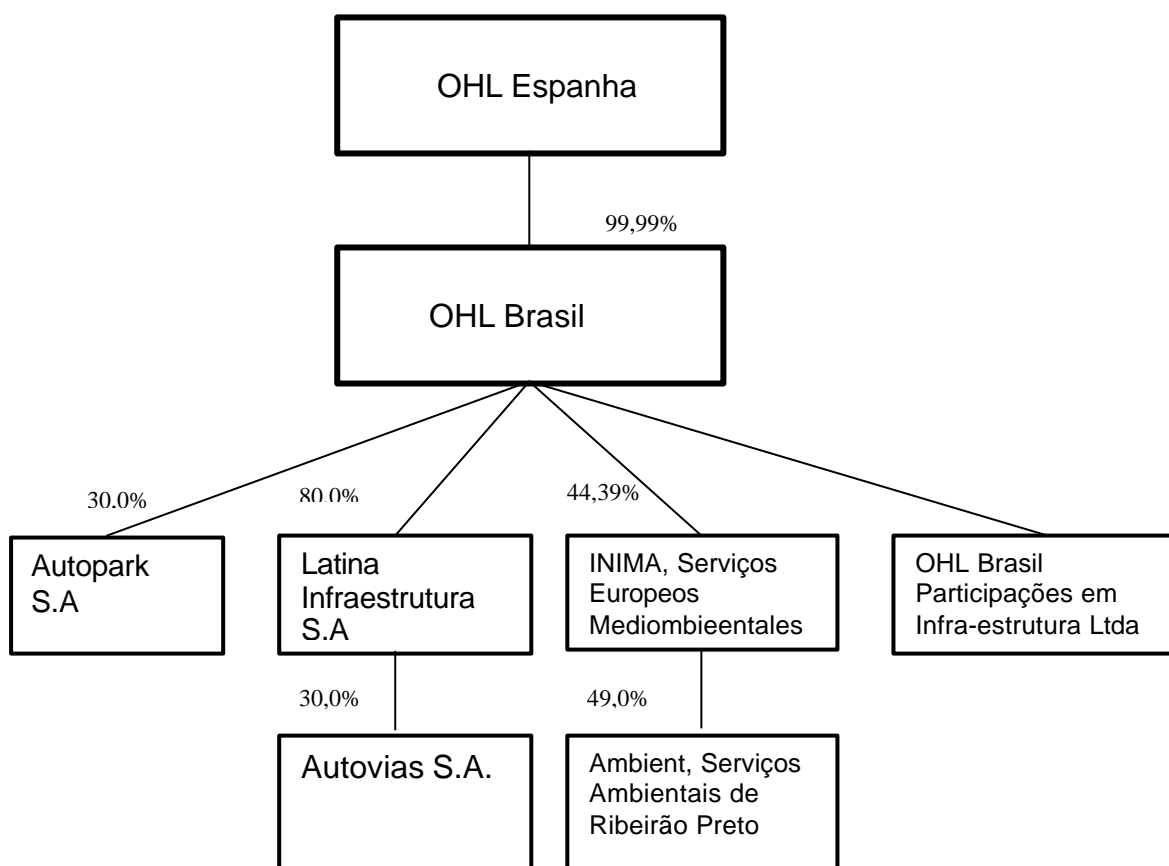 OHL Espanha
99,99%
OHL Brasil
30,0%
80,0%
44,39%
Autopark
S.A
Latina
Infraestrutura
S.A
INIMA, Serviços
Europeos
Mediombieentales
OHL Brasil
Participações em
Infra-estrutura Ltda
30,0%
49,0%
Autovias S.A.
Ambient, Serviços
Ambientais de
Ribeirão Preto